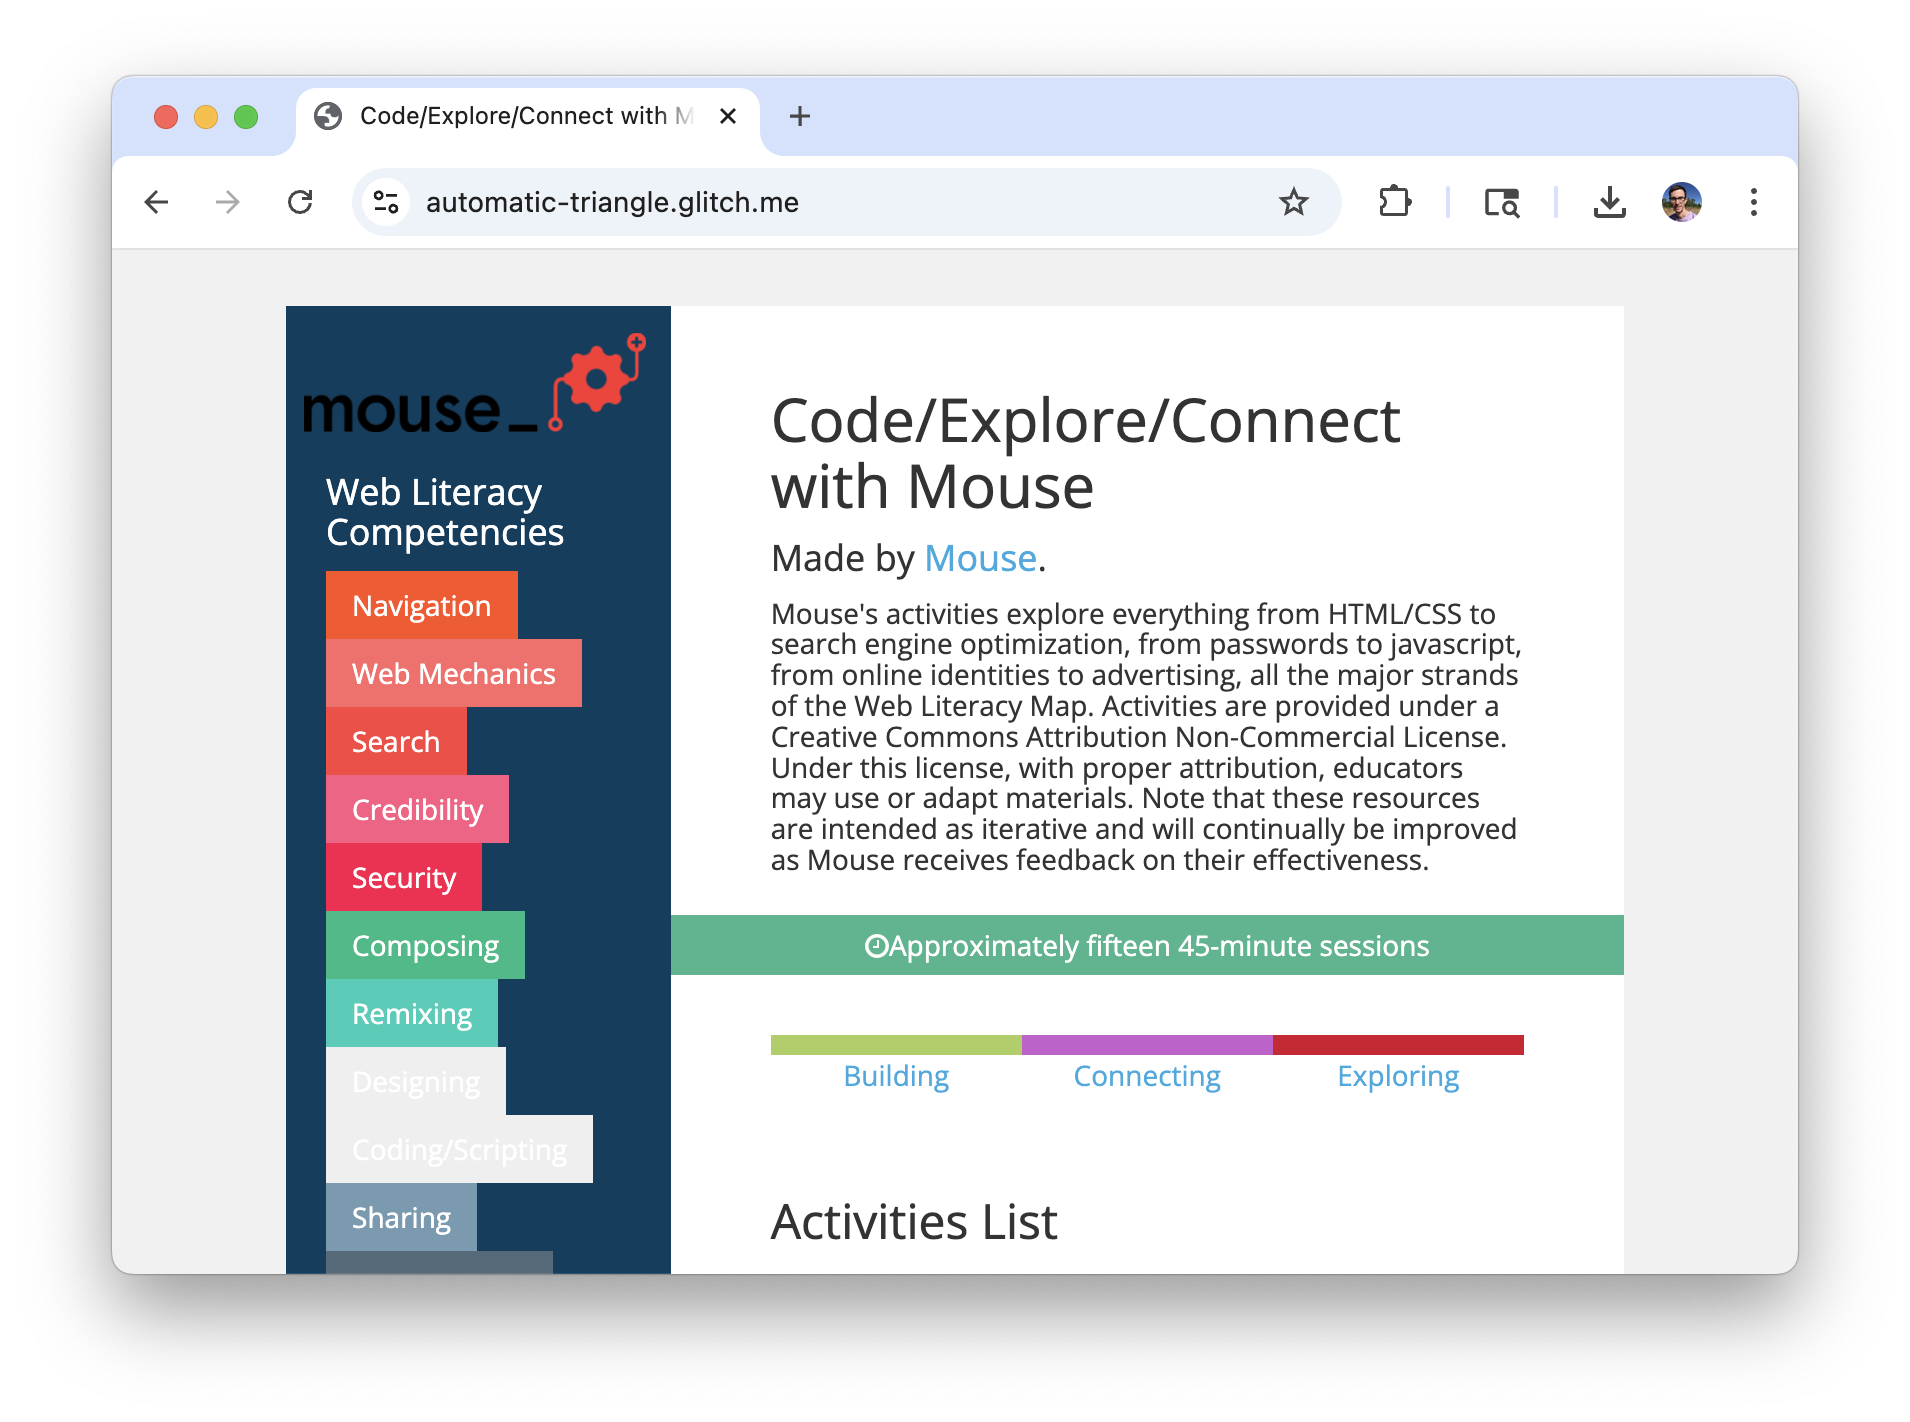 Code/Explore/Connect with M
automatic-triangle.glitch.me
mouse_
Web Literacy
Competencies
Navigation
Web Mechanics
Search
Credibility
Security
Composing
Remixing
Designing
Coding/Scripting
Sharing
Code/Explore/Connect
with Mouse
Made by Mouse.
Mouse's activities explore everything from HTML/CSS to
search engine optimization, from passwords to javascript,
from online identities to advertising, all the major strands
of the Web Literacy Map. Activities are provided under a
Creative Commons Attribution Non-Commercial License.
Under this license, with proper attribution, educators
may use or adapt materials. Note that these resources
are intended as iterative and will continually be improved
as Mouse receives feedback on their effectiveness.
Approximately fifteen 45-minute sessions
Building
Connecting
Exploring
Activities List